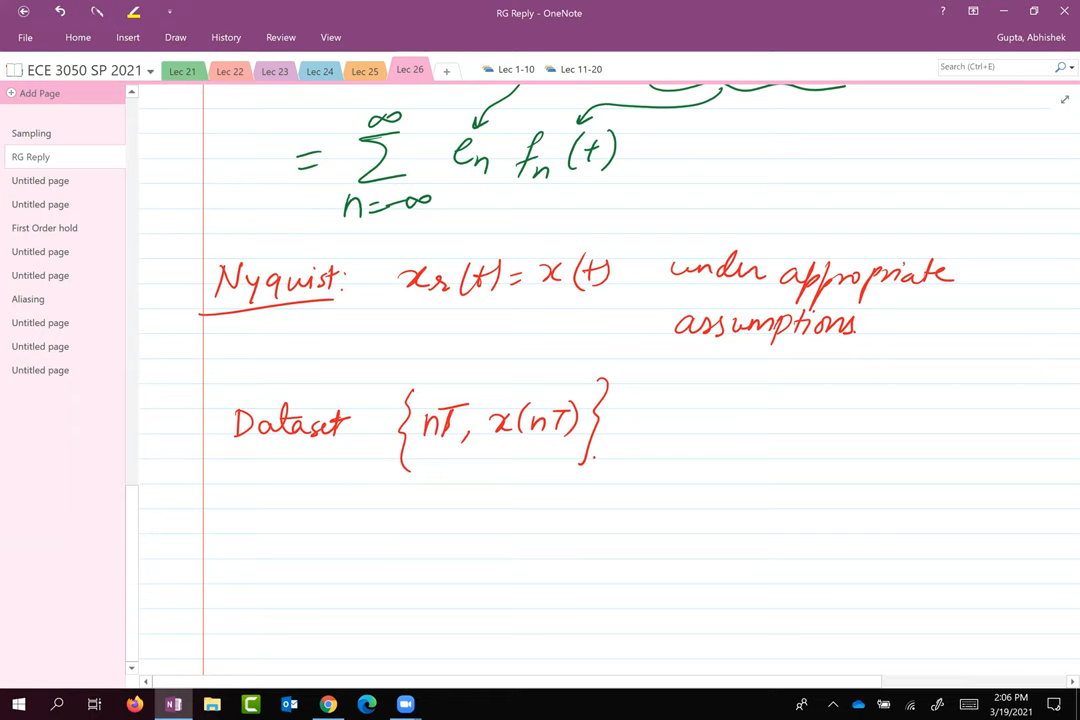 RG Reply - OneNote
Gupta, Abhishek
File Home Insert Draw History Review View
ECE 3050 SP 2021 Lec 21 Lec 22 Lec 23 Lec 24 Lec 25 Lec 26 Lec 1-10 Lec 11-20 Search (Ctrl+E)
Add Page
Sampling
RG Reply
Untitled page
Untitled page
First Order hold
Untitled page
Untitled page
Aliasing
Untitled page
Untitled page
Untitled page
= ∑ en fn (t)
∞
n=-∞
Nyquist: xr(t) = x(t) under appropriate
assumptions.
Dataset {nT, x(nT)}
2:06 PM
3/19/2021